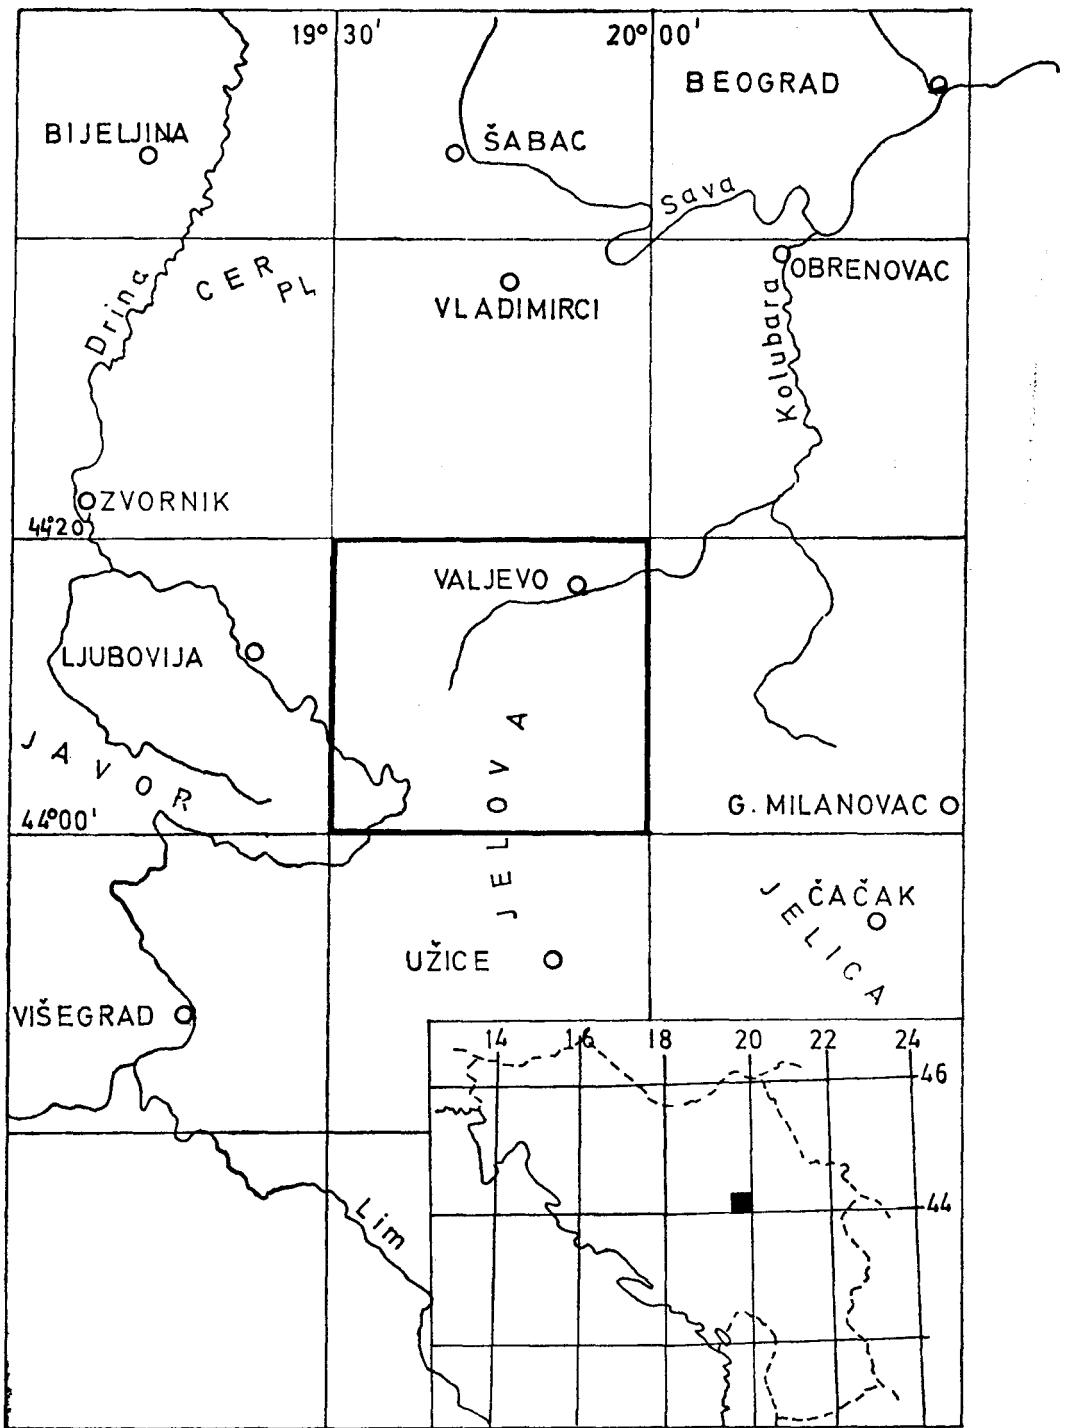 19° 30'
20° 00'
BEOGRAD
BIJELJINA
ŠABAC
Sava
CER
PL
OBRENOVAC
VLADIMIRCI
Drina
Kolubara
ZVORNIK
44°20'
VALJEVO
LJUBOVIJA
JAVOR
JELOVA
G. MILANOVAC
44°00'
ČAČAK
JELICA
UŽICE
VIŠEGRAD
14 16 18 20 22 24
46
44
Lim